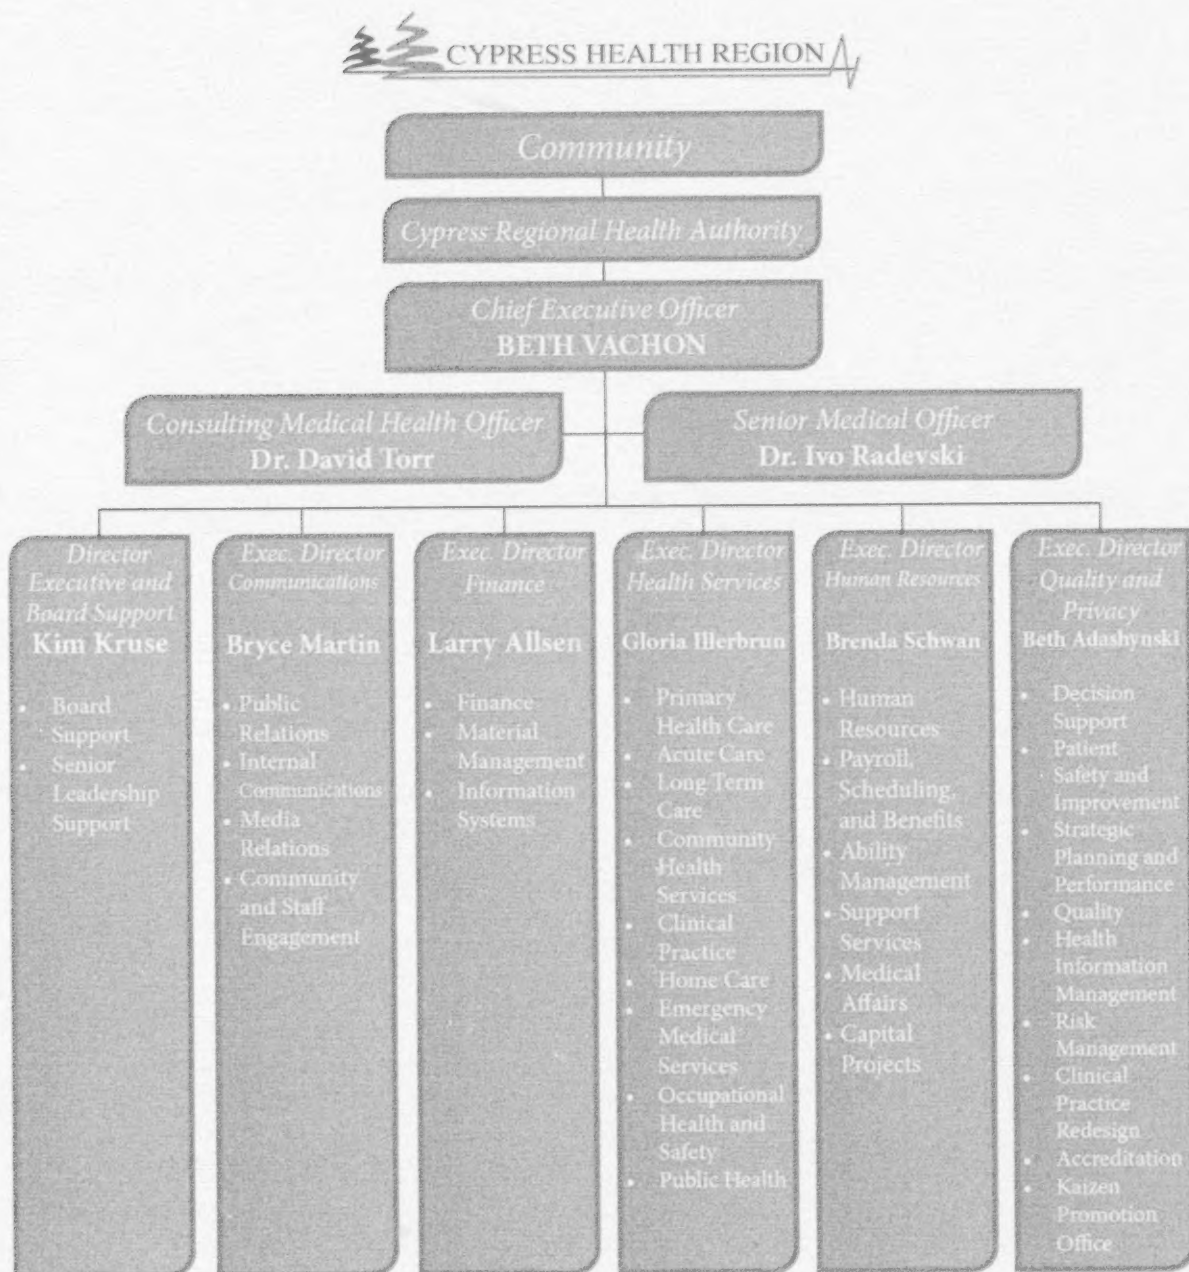 CYPRESS HEALTH REGION
Community
Cypress Regional Health Authority
Chief Executive Officer
BETH VACHON
Consulting Medical Health Officer
Dr. David Torr
Senior Medical Officer
Dr. Ivo Radevski
Director
Executive and
Board Support
Kim Kruse
• Board
Support
• Senior
Leadership
Support
Exec. Director
Communications
Bryce Martin
• Public
Relations
• Internal
Communications
• Media
Relations
• Community
and Staff
Engagement
Exec. Director
Finance
Larry Allsen
• Finance
• Material
Management
• Information
Systems
Exec. Director
Health Services
Gloria Illerbrun
• Primary
Health Care
• Acute Care
• Long Term
Care
• Community
Health
Services
• Clinical
Practice
• Home Care
• Emergency
Medical
Services
• Occupational
Health and
Safety
• Public Health
Exec. Director
Human Resources
Brenda Schwan
• Human
Resources
• Payroll,
Scheduling,
and Benefits
• Ability
Management
• Support
Services
• Medical
Affairs
• Capital
Projects
Exec. Director
Quality and
Privacy
Beth Adashynski
• Decision
Support
• Patient
Safety and
Improvement
• Strategic
Planning and
Performance
• Quality
• Health
Information
Management
• Risk
Management
• Clinical
Practice
Redesign
• Accreditation
• Kaizen
Promotion
Office